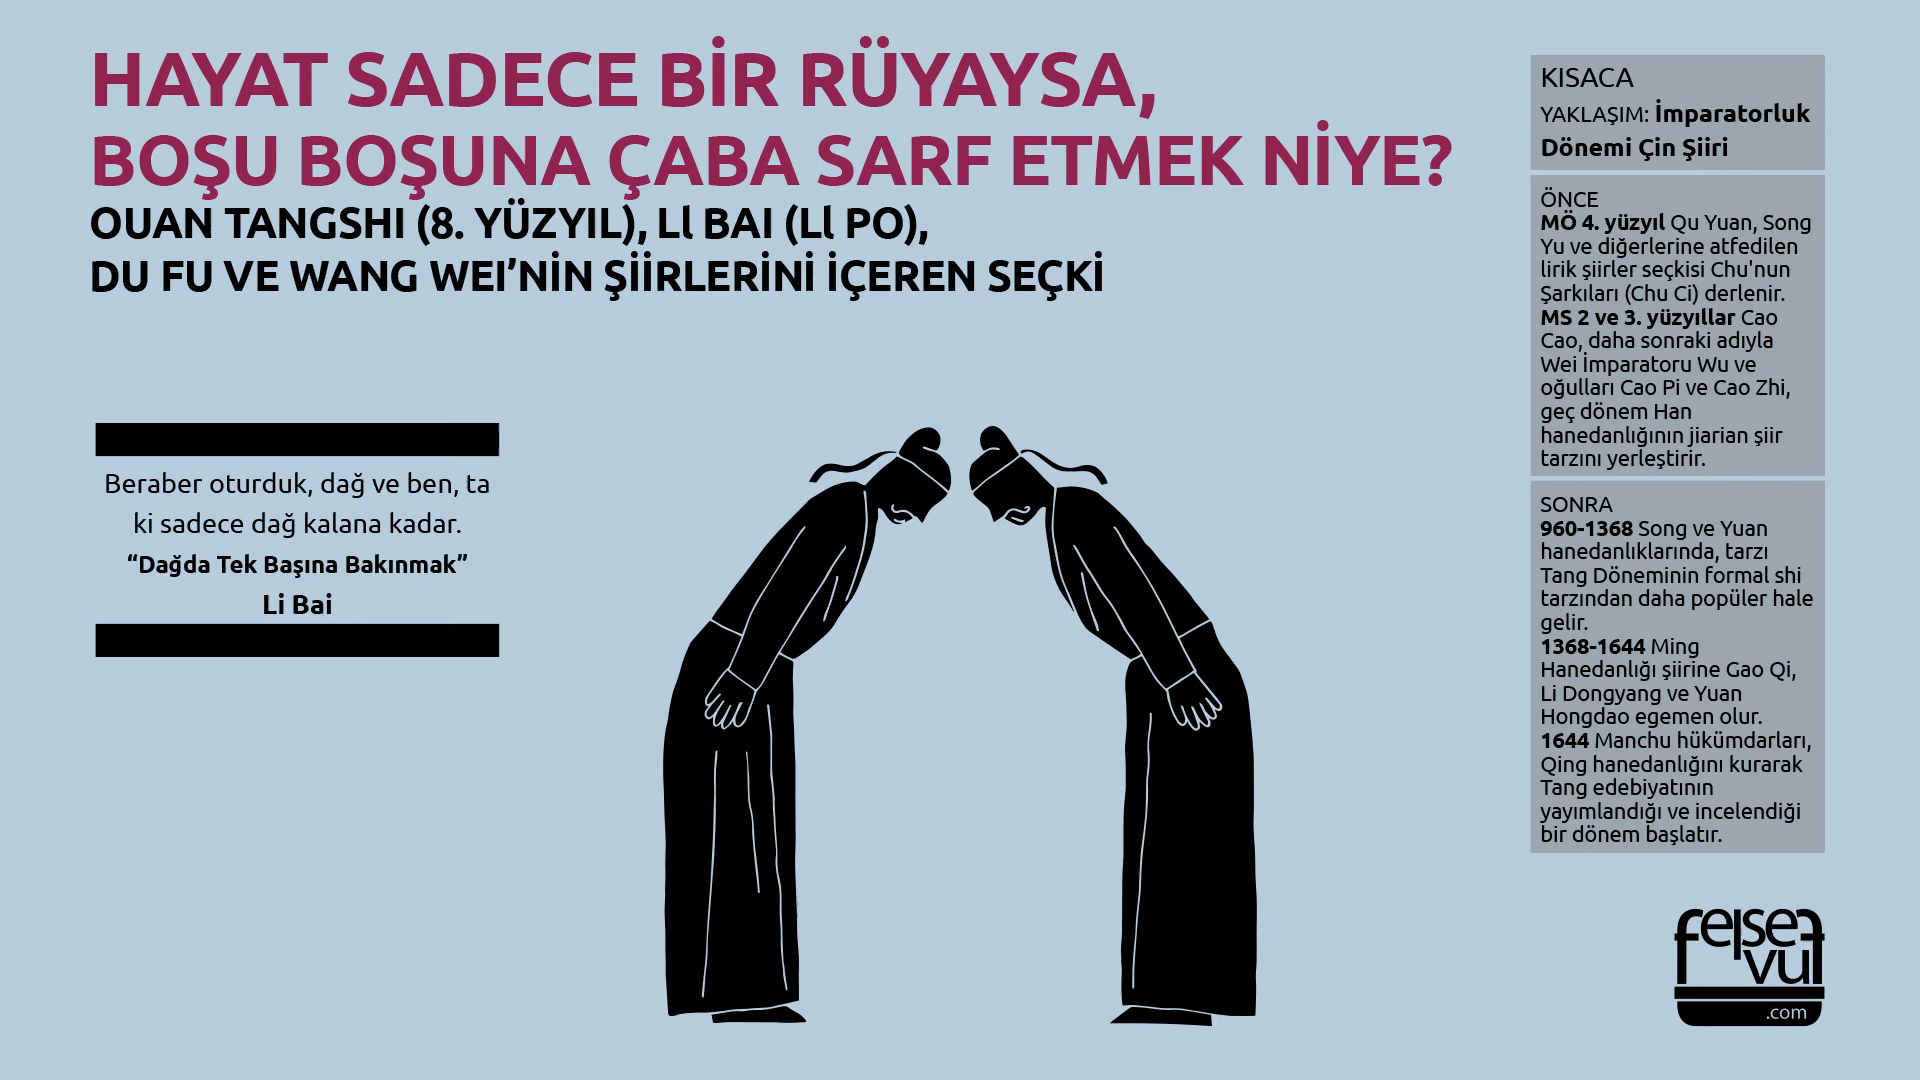 HAYAT SADECE BİR RÜYAYSA,
BOŞU BOŞUNA ÇABA SARF ETMEK NİYE?
OUAN TANGSHI (8. YÜZYIL), Ll BAI (Ll PO),
DU FU VE WANG WEI’NİN ŞİİRLERİNİ İÇEREN SEÇKİ
Beraber oturduk, dağ ve ben, ta
ki sadece dağ kalana kadar.
“Dağda Tek Başına Bakınmak”
Li Bai
KISACA
YAKLAŞIM: İmparatorluk
Dönemi Çin Şiiri
ÖNCE
MÖ 4. yüzyıl Qu Yuan, Song
Yu ve diğerlerine atfedilen
lirik şiirler seçkisi Chu'nun
Şarkıları (Chu Ci) derlenir.
MS 2 ve 3. yüzyıllar Cao
Cao, daha sonraki adıyla
Wei İmparatoru Wu ve
oğulları Cao Pi ve Cao Zhi,
geç dönem Han
hanedanlığının jiarian şiir
tarzını yerleştirir.
SONRA
960-1368 Song ve Yuan
hanedanlıklarında, tarzı
Tang Döneminin formal shi
tarzından daha popüler hale
gelir.
1368-1644 Ming
Hanedanlığı şiirine Gao Qi,
Li Dongyang ve Yuan
Hongdao egemen olur.
1644 Manchu hükümdarları,
Qing hanedanlığını kurarak
Tang edebiyatının
yayımlandığı ve incelendiği
bir dönem başlatır.
felsef
vul
.com